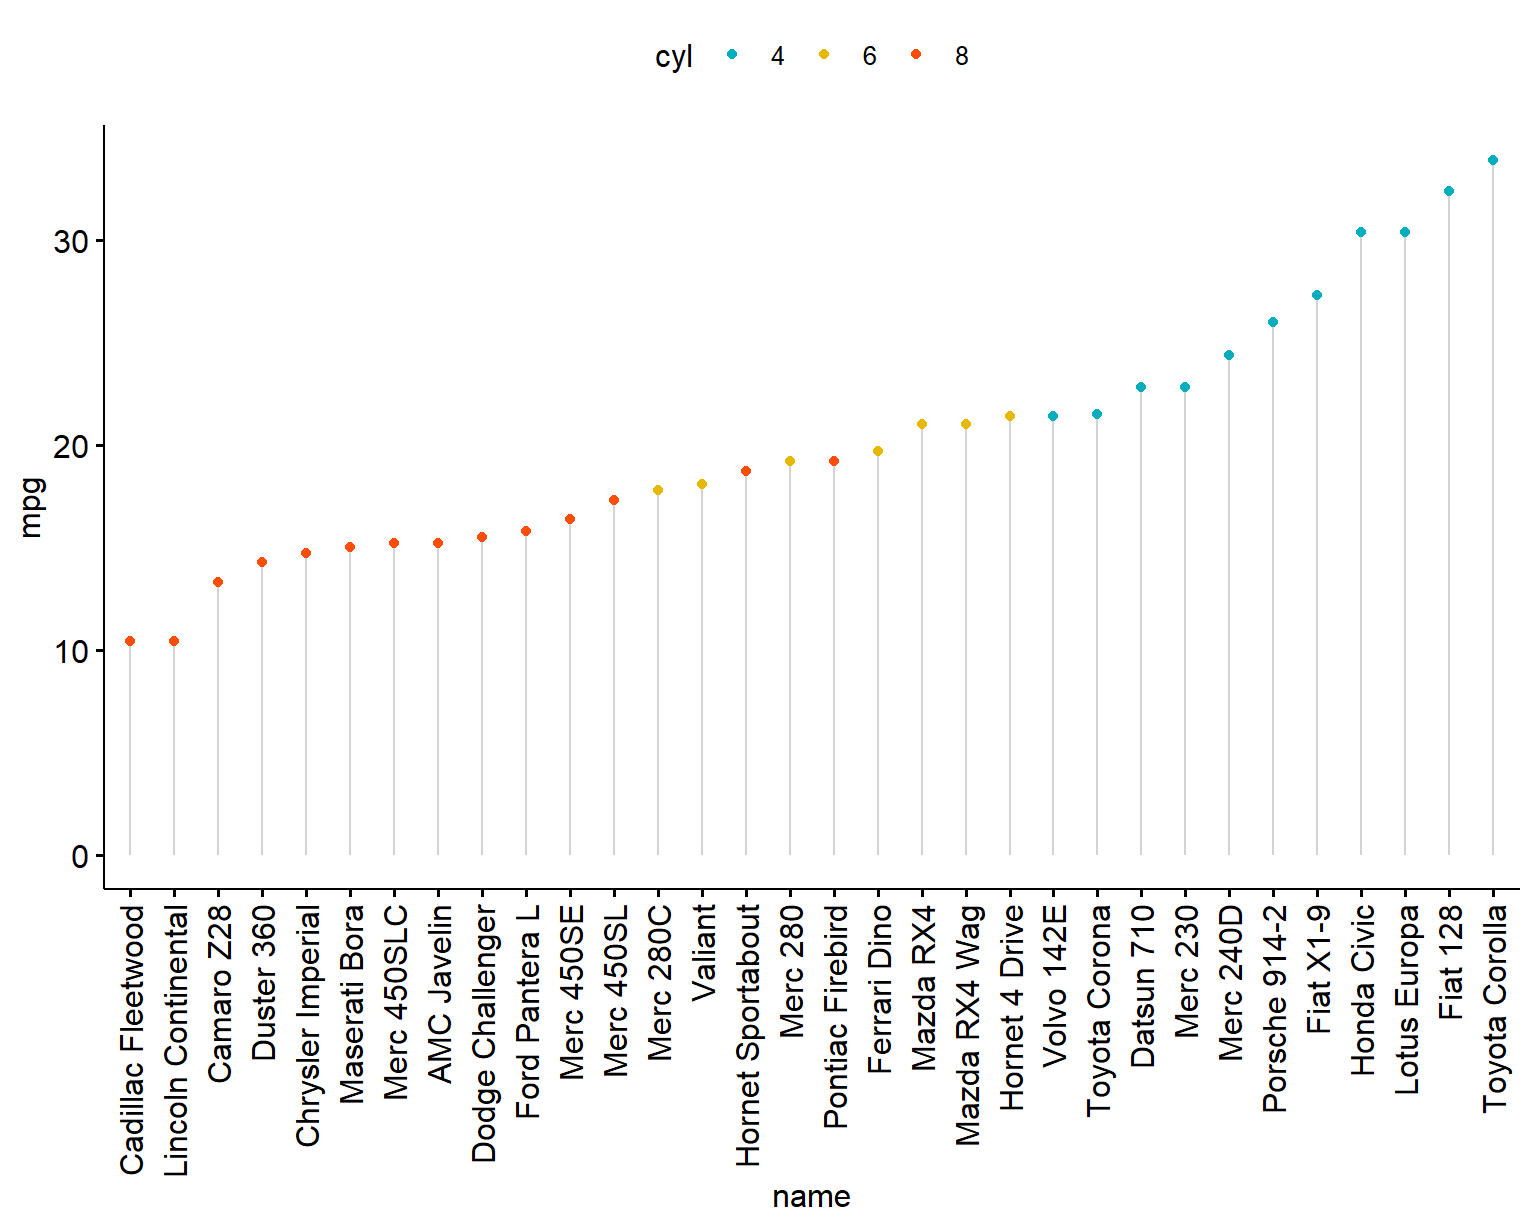 cyl 4 6 8
mpg
30
20
10
0
Cadillac Fleetwood
Lincoln Continental
Camaro Z28
Duster 360
Chrysler Imperial
Maserati Bora
Merc 450SLC
AMC Javelin
Dodge Challenger
Ford Pantera L
Merc 450SE
Merc 450SL
Merc 280C
Valiant
Hornet Sportabout
Merc 280
Pontiac Firebird
Ferrari Dino
Mazda RX4
Mazda RX4 Wag
Hornet 4 Drive
Volvo 142E
Toyota Corona
Datsun 710
Merc 230
Merc 240D
Porsche 914-2
Fiat X1-9
Honda Civic
Lotus Europa
Fiat 128
Toyota Corolla
name